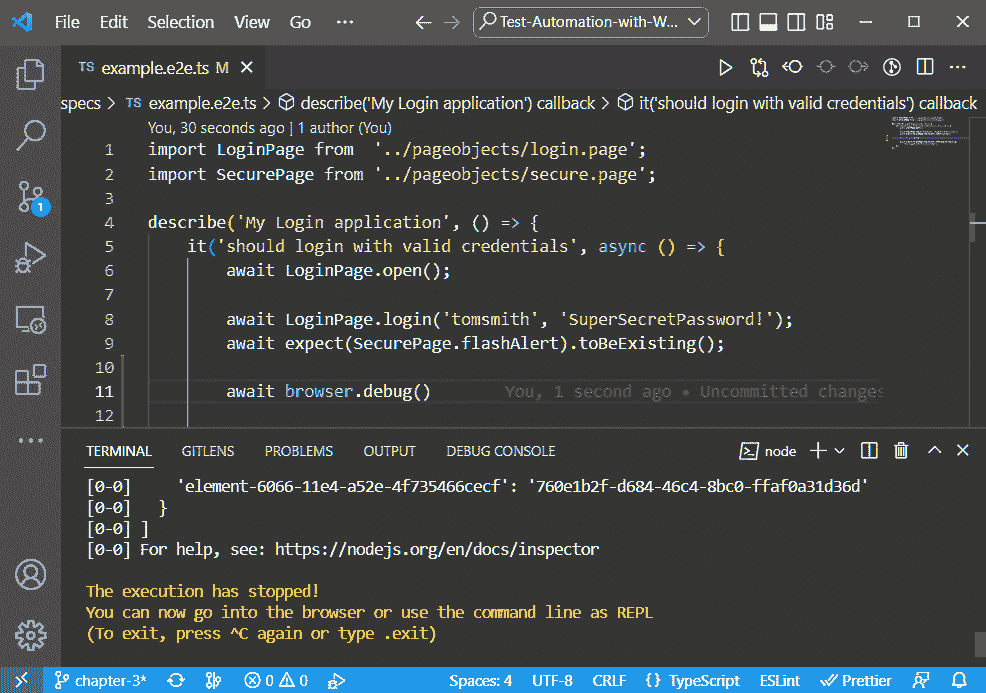 File Edit Selection View Go ··· Test-Automation-with-W...
TS example.e2e.ts M
specs > TS example.e2e.ts > describe('My Login application') callback > it('should login with valid credentials') callback
You, 30 seconds ago | 1 author (You)
1 import LoginPage from  '../pageobjects/login.page';
2 import SecurePage from '../pageobjects/secure.page';
3
4 describe('My Login application', () => {
5     it('should login with valid credentials', async () => {
6         await LoginPage.open();
7
8         await LoginPage.login('tomsmith', 'SuperSecretPassword!');
9         await expect(SecurePage.flashAlert).toBeExisting();
10
11         await browser.debug()     You, 1 second ago • Uncommitted changes
12
1
TERMINAL GITLENS PROBLEMS OUTPUT DEBUG CONSOLE node
[0-0]     'element-6066-11e4-a52e-4f735466cecf': '760e1b2f-d684-46c4-8bc0-ffaf0a31d36d'
[0-0]   }
[0-0] ]
[0-0] For help, see: https://nodejs.org/en/docs/inspector
The execution has stopped!
You can now go into the browser or use the command line as REPL
(To exit, press ^C again or type .exit)
chapter-3* 0 0 Spaces: 4 UTF-8 CRLF {} TypeScript ESLint Prettier